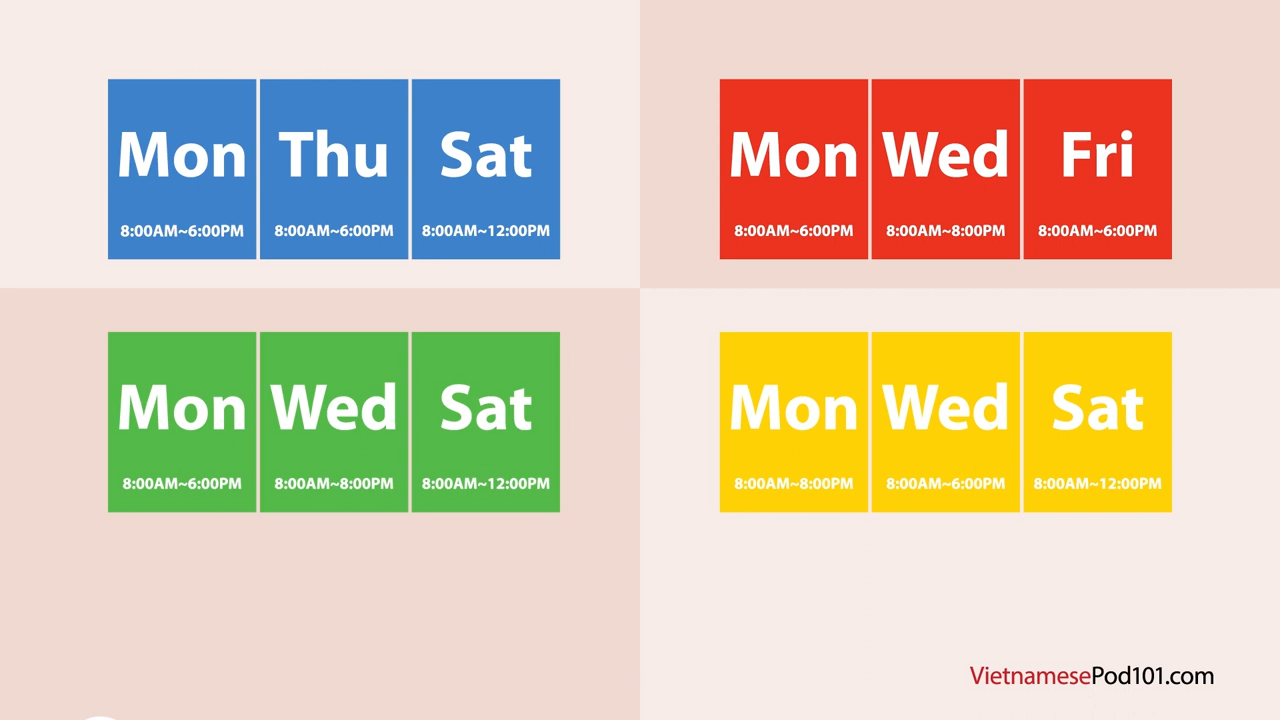 Mon Thu Sat
8:00AM~6:00PM 8:00AM~6:00PM 8:00AM~12:00PM
Mon Wed Fri
8:00AM~6:00PM 8:00AM~8:00PM 8:00AM~6:00PM
Mon Wed Sat
8:00AM~6:00PM 8:00AM~8:00PM 8:00AM~12:00PM
Mon Wed Sat
8:00AM~8:00PM 8:00AM~6:00PM 8:00AM~12:00PM
VietnamesePod101.com